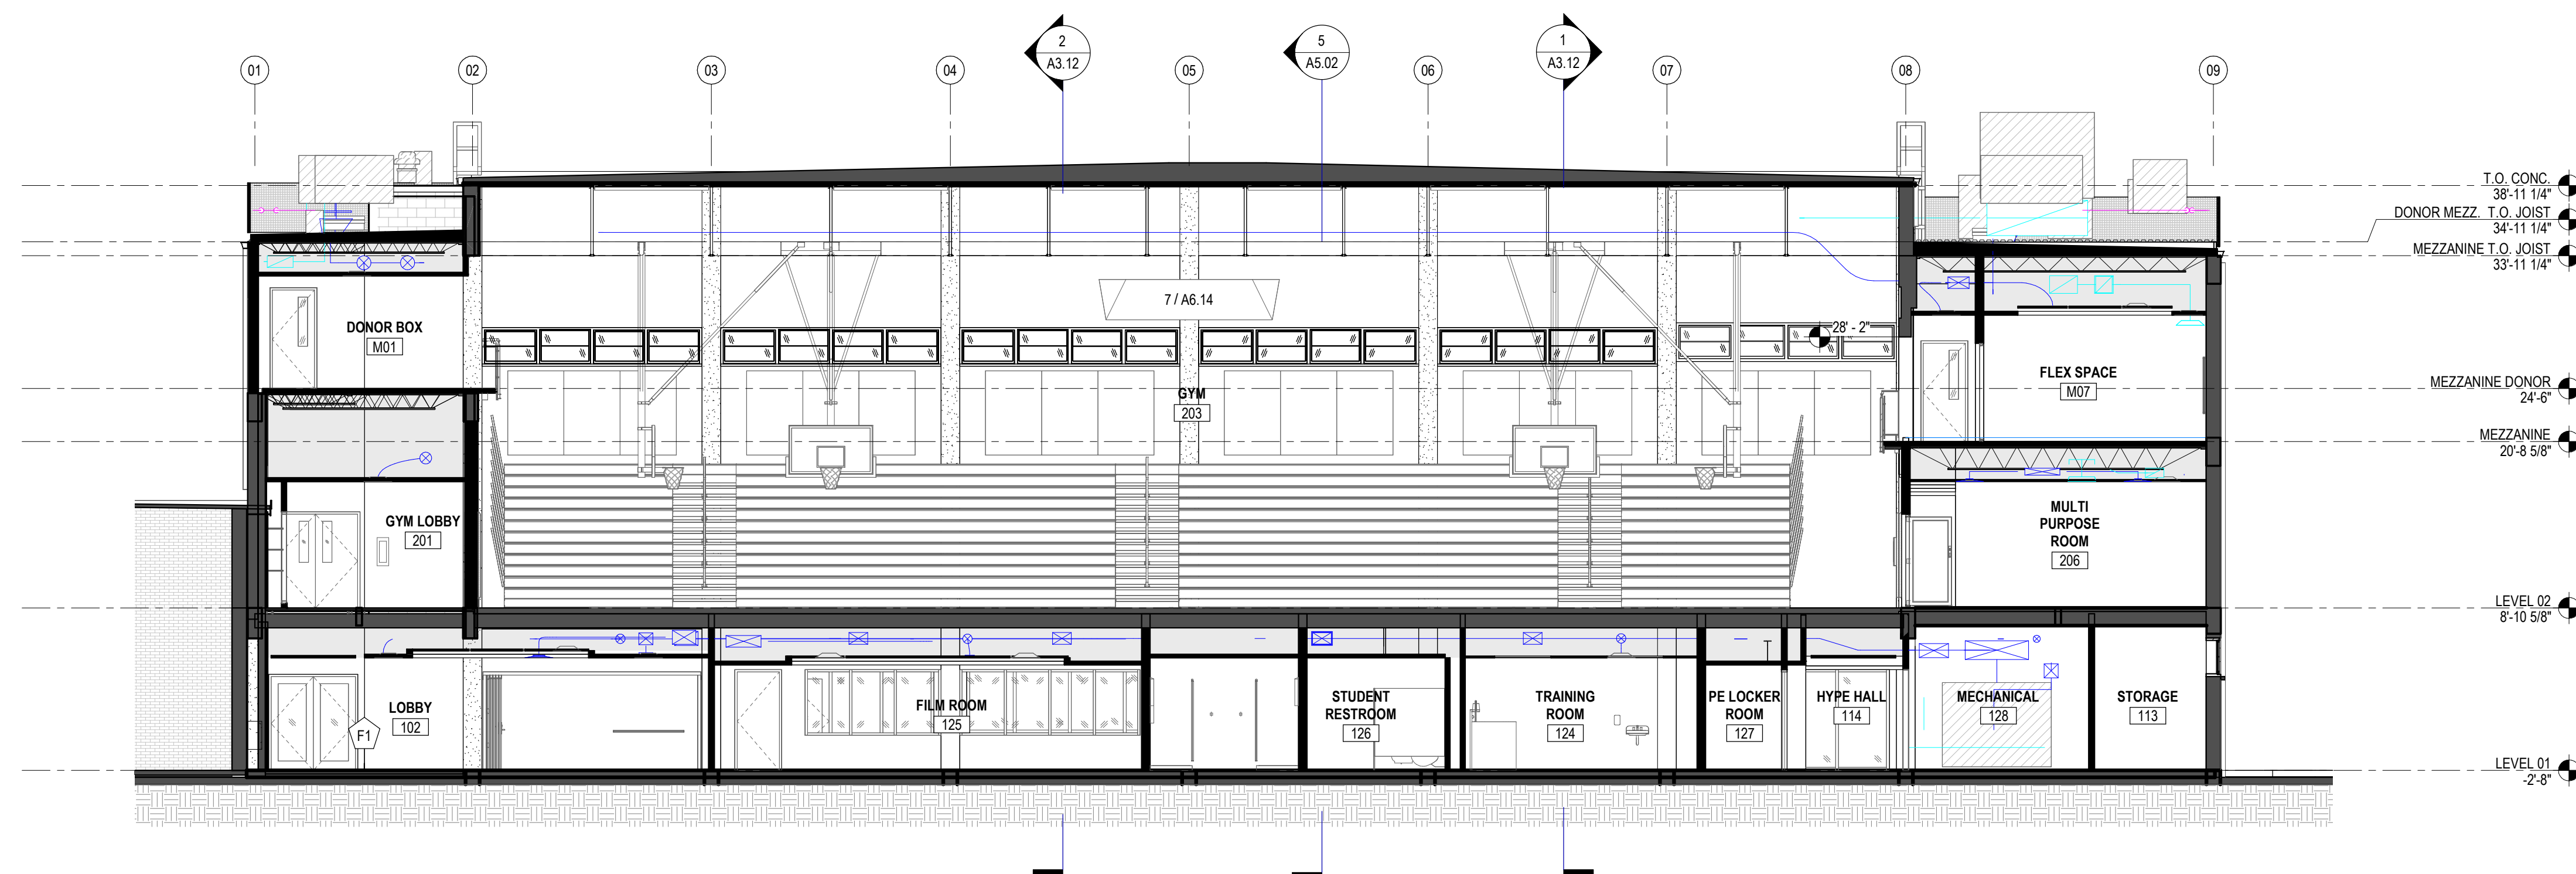 2
A3.12
5
A5.02
1
A3.12
01
02
03
04
05
06
07
08
09
T.O. CONC.
38'-11 1/4"
DONOR MEZZ. T.O. JOIST
34'-11 1/4"
MEZZANINE T.O. JOIST
33'-11 1/4"
7 / A6.14
DONOR BOX
M01
28' - 2"
FLEX SPACE
M07
MEZZANINE DONOR
24'-6"
GYM
203
MEZZANINE
20'-8 5/8"
GYM LOBBY
201
MULTI
PURPOSE
ROOM
206
LEVEL 02
8'-10 5/8"
LOBBY
102
F1
FILM ROOM
125
STUDENT
RESTROOM
126
TRAINING
ROOM
124
PE LOCKER
ROOM
127
HYPE HALL
114
MECHANICAL
128
STORAGE
113
LEVEL 01
-2'-8"